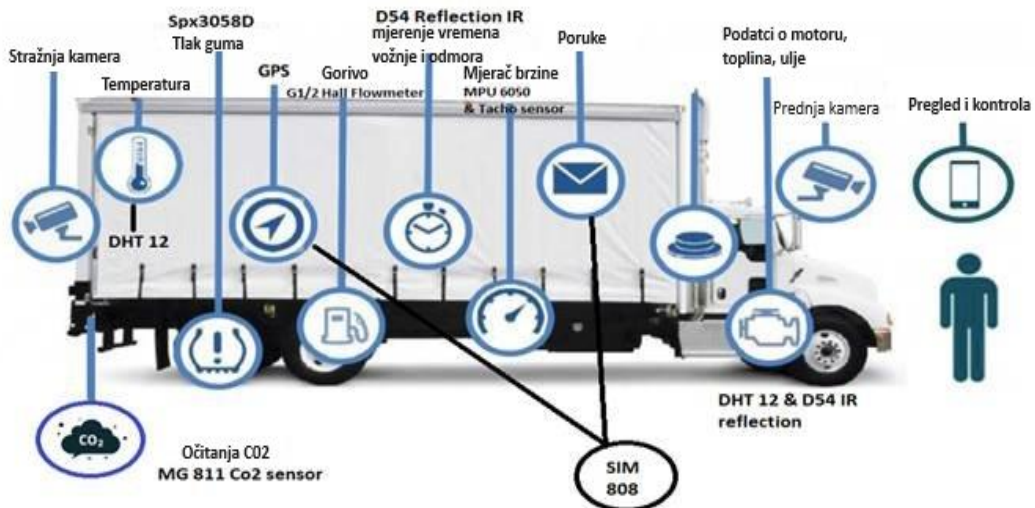 Stražnja kamera
Temperatura
DHT 12
Spx3058D
Tlak guma
GPS
Gorivo
G1/2 Hall Flowmeter
D54 Reflection IR
mjerenje vremena
vožnje i odmora
Mjerač brzine
MPU 6050
& Tacho sensor
Poruke
Podatci o motoru,
toplina, ulje
Prednja kamera
Pregled i kontrola
DHT 12 & D54 IR
reflection
CO₂
Očitanja C02
MG 811 Co2 sensor
SIM
808